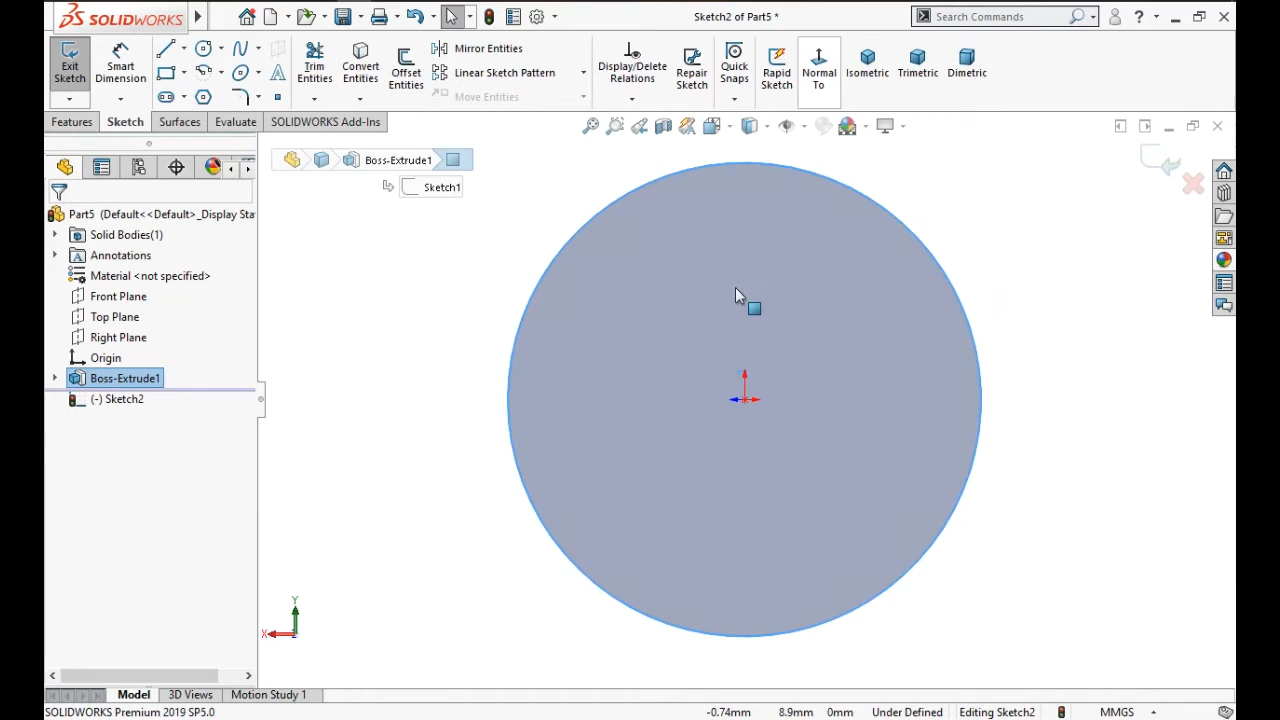 SOLIDWORKS
Sketch2 of Part5 *
Search Commands
Exit Sketch
Smart Dimension
Trim Entities
Convert Entities
Offset Entities
Mirror Entities
Linear Sketch Pattern
Move Entities
Display/Delete Relations
Repair Sketch
Quick Snaps
Rapid Sketch
Normal To
Isometric
Trimetric
Dimetric
Features
Sketch
Surfaces
Evaluate
SOLIDWORKS Add-Ins
Boss-Extrude1
Sketch1
Part5 (Default<<Default>_Display Sta
Solid Bodies(1)
Annotations
Material <not specified>
Front Plane
Top Plane
Right Plane
Origin
Boss-Extrude1
(-) Sketch2
Y
X
Model
3D Views
Motion Study 1
SOLIDWORKS Premium 2019 SP5.0
-0.74mm
8.9mm
0mm
Under Defined
Editing Sketch2
MMGS